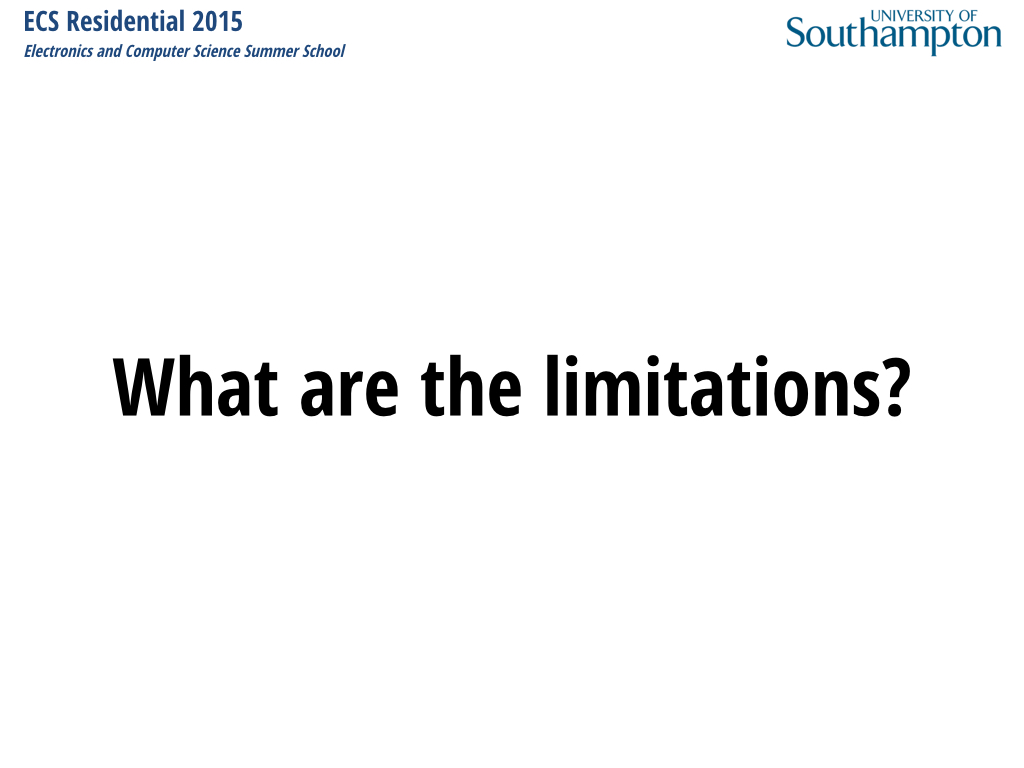 ECS Residential 2015
Electronics and Computer Science Summer School
UNIVERSITY OF
Southampton
What are the limitations?